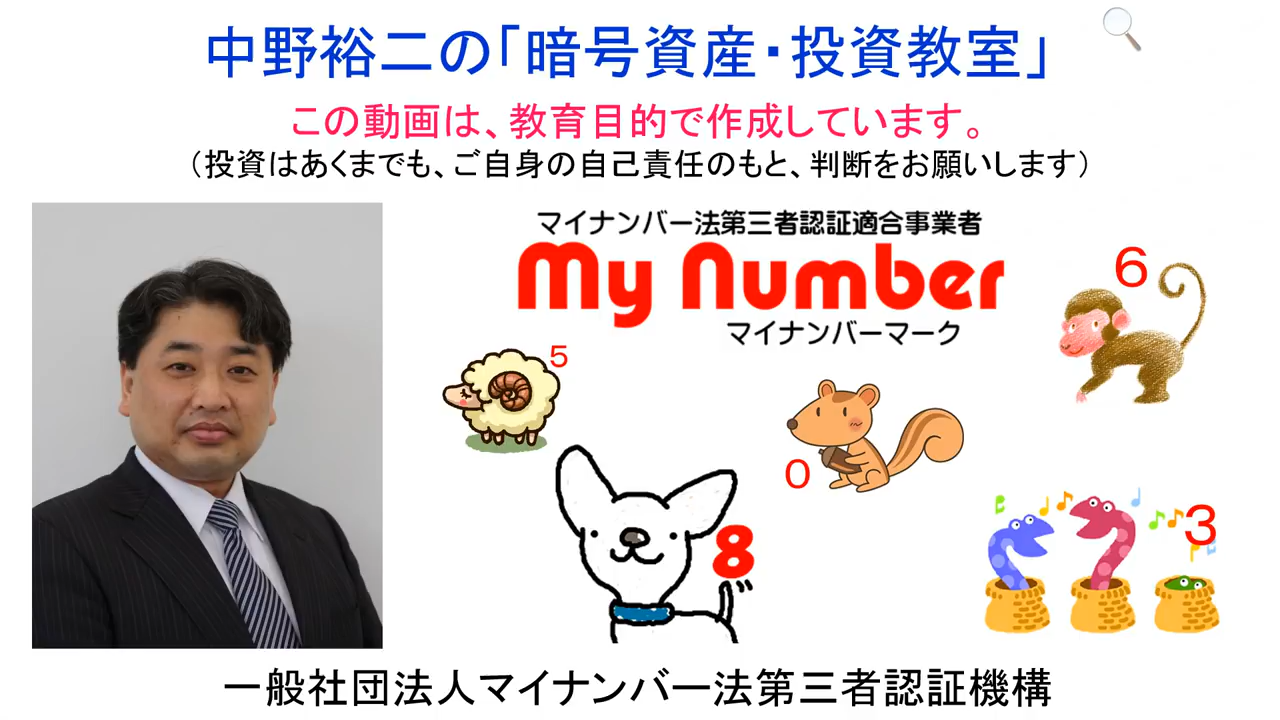 中野裕二の「暗号資産・投資教室」
この動画は、教育目的で作成しています。
（投資はあくまでも、ご自身の自己責任のもと、判断をお願いします）
マイナンバー法第三者認証適合事業者
My Number
マイナンバーマーク
6
5
0
8
3
一般社団法人マイナンバー法第三者認証機構